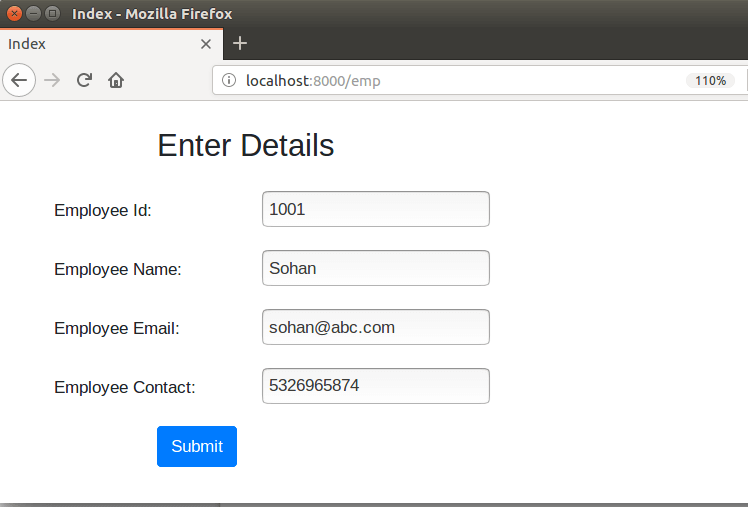 Index - Mozilla Firefox
Index
localhost:8000/emp 110%
Enter Details
Employee Id: 1001
Employee Name: Sohan
Employee Email: sohan@abc.com
Employee Contact: 5326965874
Submit